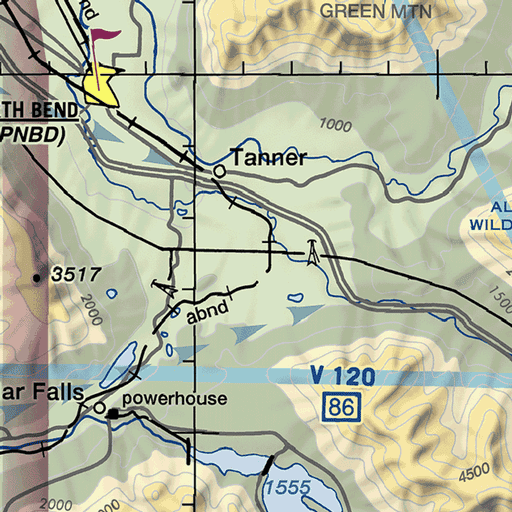 GREEN MTN
nd
TH BEND
PNBD)
1000
Tanner
AL
WILD
3517
2000
1500
abnd
V 120
ar Falls
powerhouse
86
4500
1555
2000